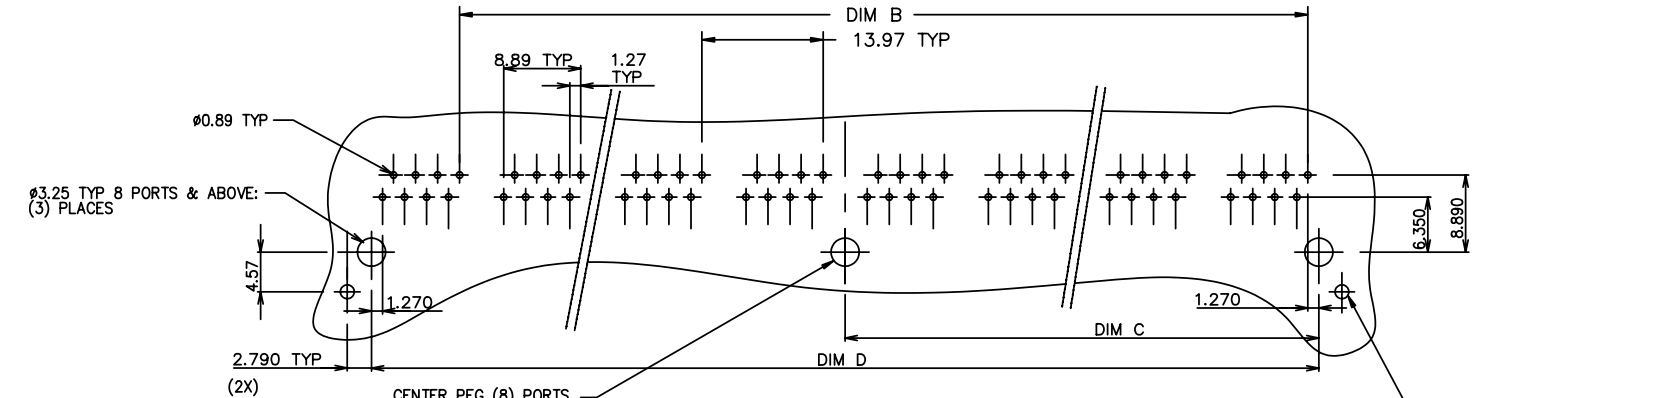 DIM B
13.97 TYP
8.89 TYP
1.27
TYP
ø0.89 TYP
ø3.25 TYP 8 PORTS & ABOVE:
(3) PLACES
6.350
8.890
4.57
1.270
1.270
DIM C
2.790 TYP
(2X)
DIM D
CENTER PEG (8) PORTS